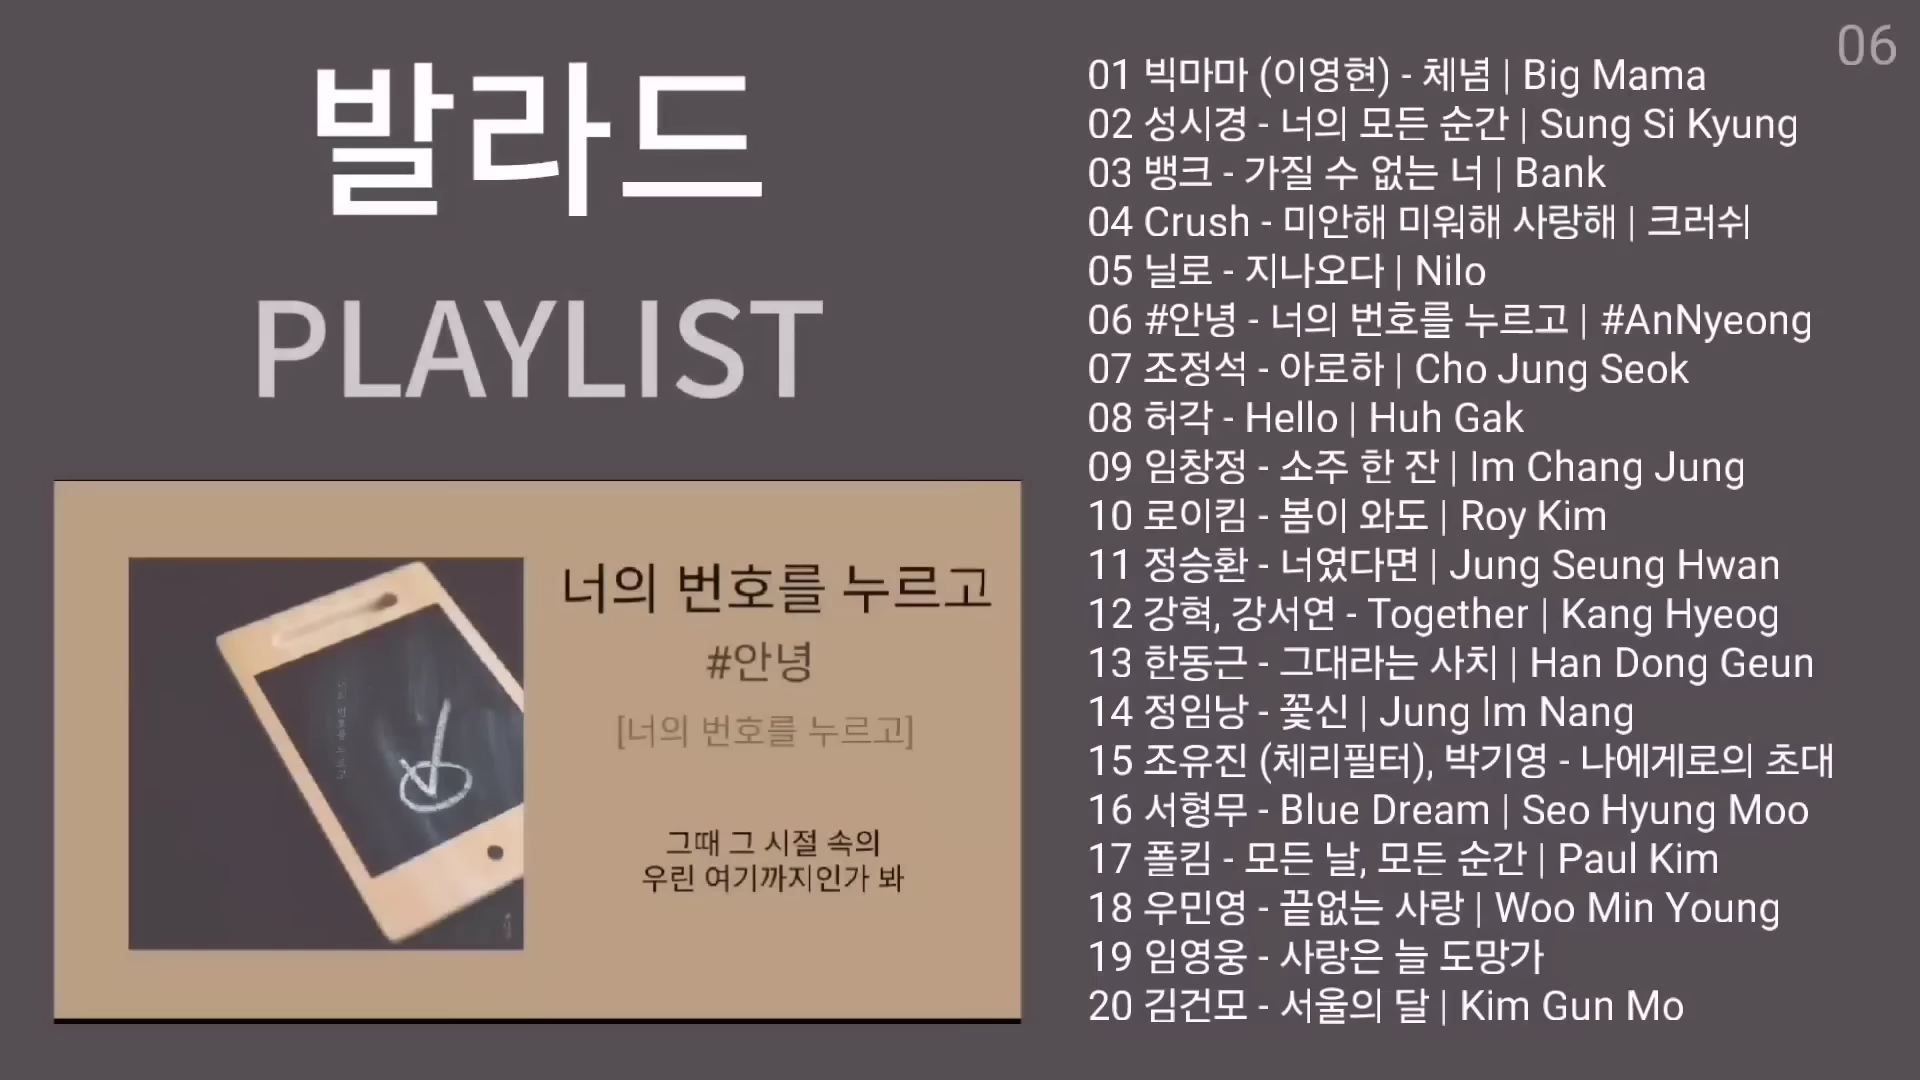 06
발라드
PLAYLIST
01 빅마마 (이영현) - 체념 | Big Mama
02 성시경 - 너의 모든 순간 | Sung Si Kyung
03 뱅크 - 가질 수 없는 너 | Bank
04 Crush - 미안해 미워해 사랑해 | 크러쉬
05 닐로 - 지나오다 | Nilo
06 #안녕 - 너의 번호를 누르고 | #AnNyeong
07 조정석 - 아로하 | Cho Jung Seok
08 허각 - Hello | Huh Gak
09 임창정 - 소주 한 잔 | Im Chang Jung
10 로이킴 - 봄이 와도 | Roy Kim
11 정승환 - 너였다면 | Jung Seung Hwan
12 강혁, 강서연 - Together | Kang Hyeog
13 한동근 - 그대라는 사치 | Han Dong Geun
14 정임낭 - 꽃신 | Jung Im Nang
15 조유진 (체리필터), 박기영 - 나에게로의 초대
16 서형무 - Blue Dream | Seo Hyung Moo
17 폴킴 - 모든 날, 모든 순간 | Paul Kim
18 우민영 - 끝없는 사랑 | Woo Min Young
19 임영웅 - 사랑은 늘 도망가
20 김건모 - 서울의 달 | Kim Gun Mo
너의 번호를 누르고
#안녕
[너의 번호를 누르고]
그때 그 시절 속의
우린 여기까지인가 봐
너의 번호를 누르고